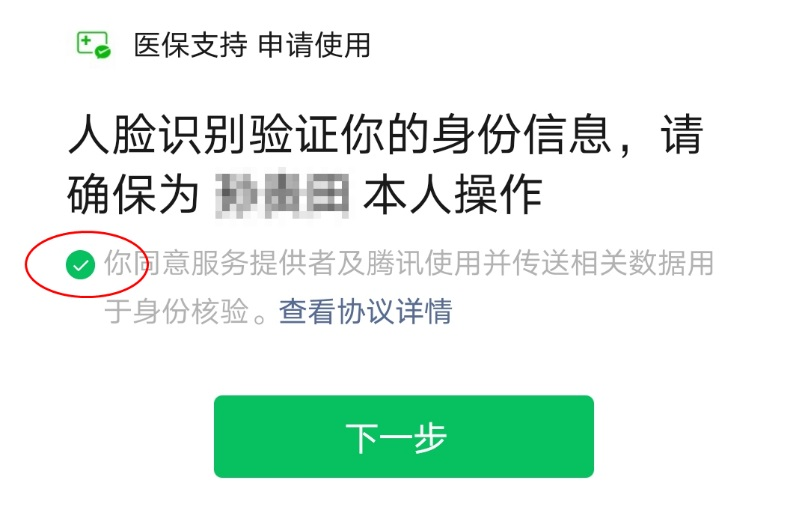 医保支持 申请使用
人脸识别验证你的身份信息，请
确保为 本人操作
你同意服务提供者及腾讯使用并传送相关数据用
于身份核验。查看协议详情
下一步